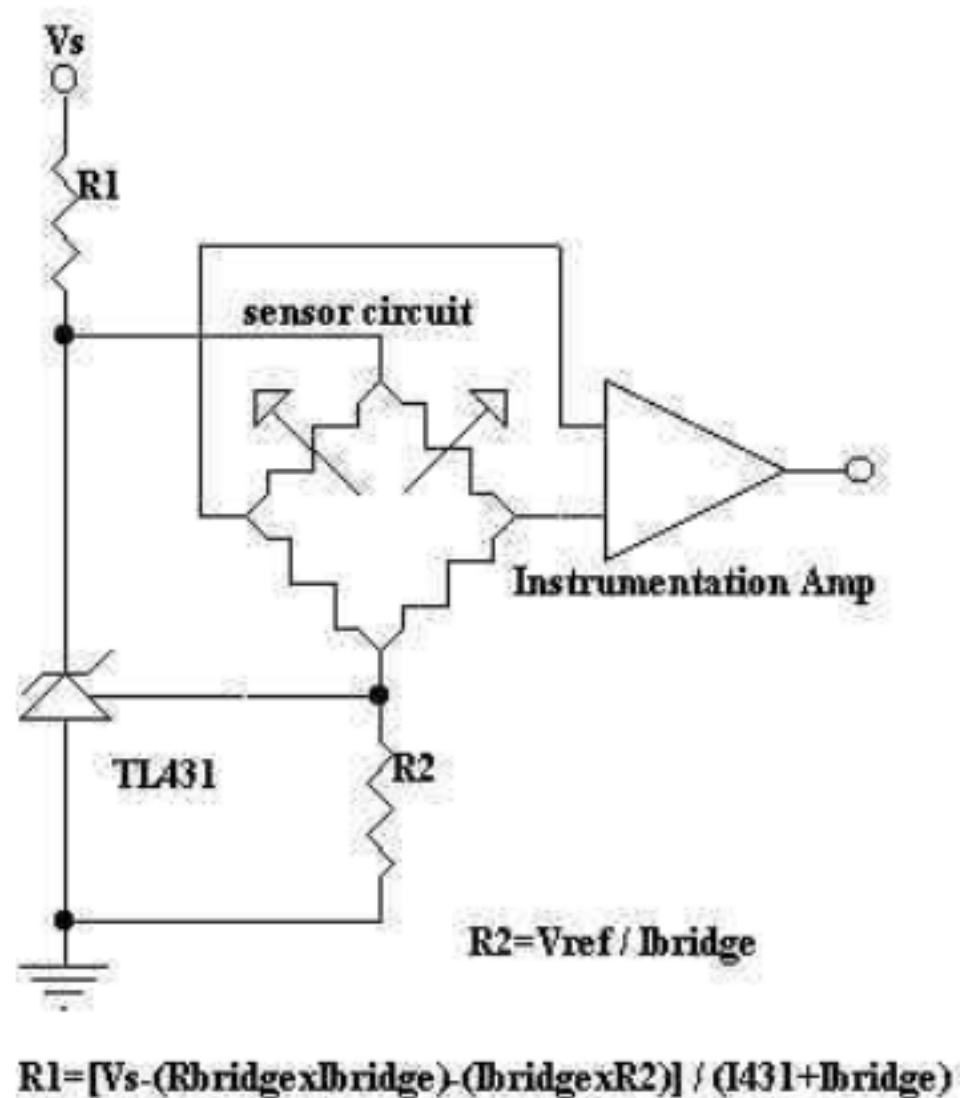 Vs
R1
sensor circuit
Instrumentation Amp
TL431
R2
R2=Vref / Ibridge
R1=[Vs-(RbridgexIbridge)-(IbridgexR2)] / (I431+Ibridge)